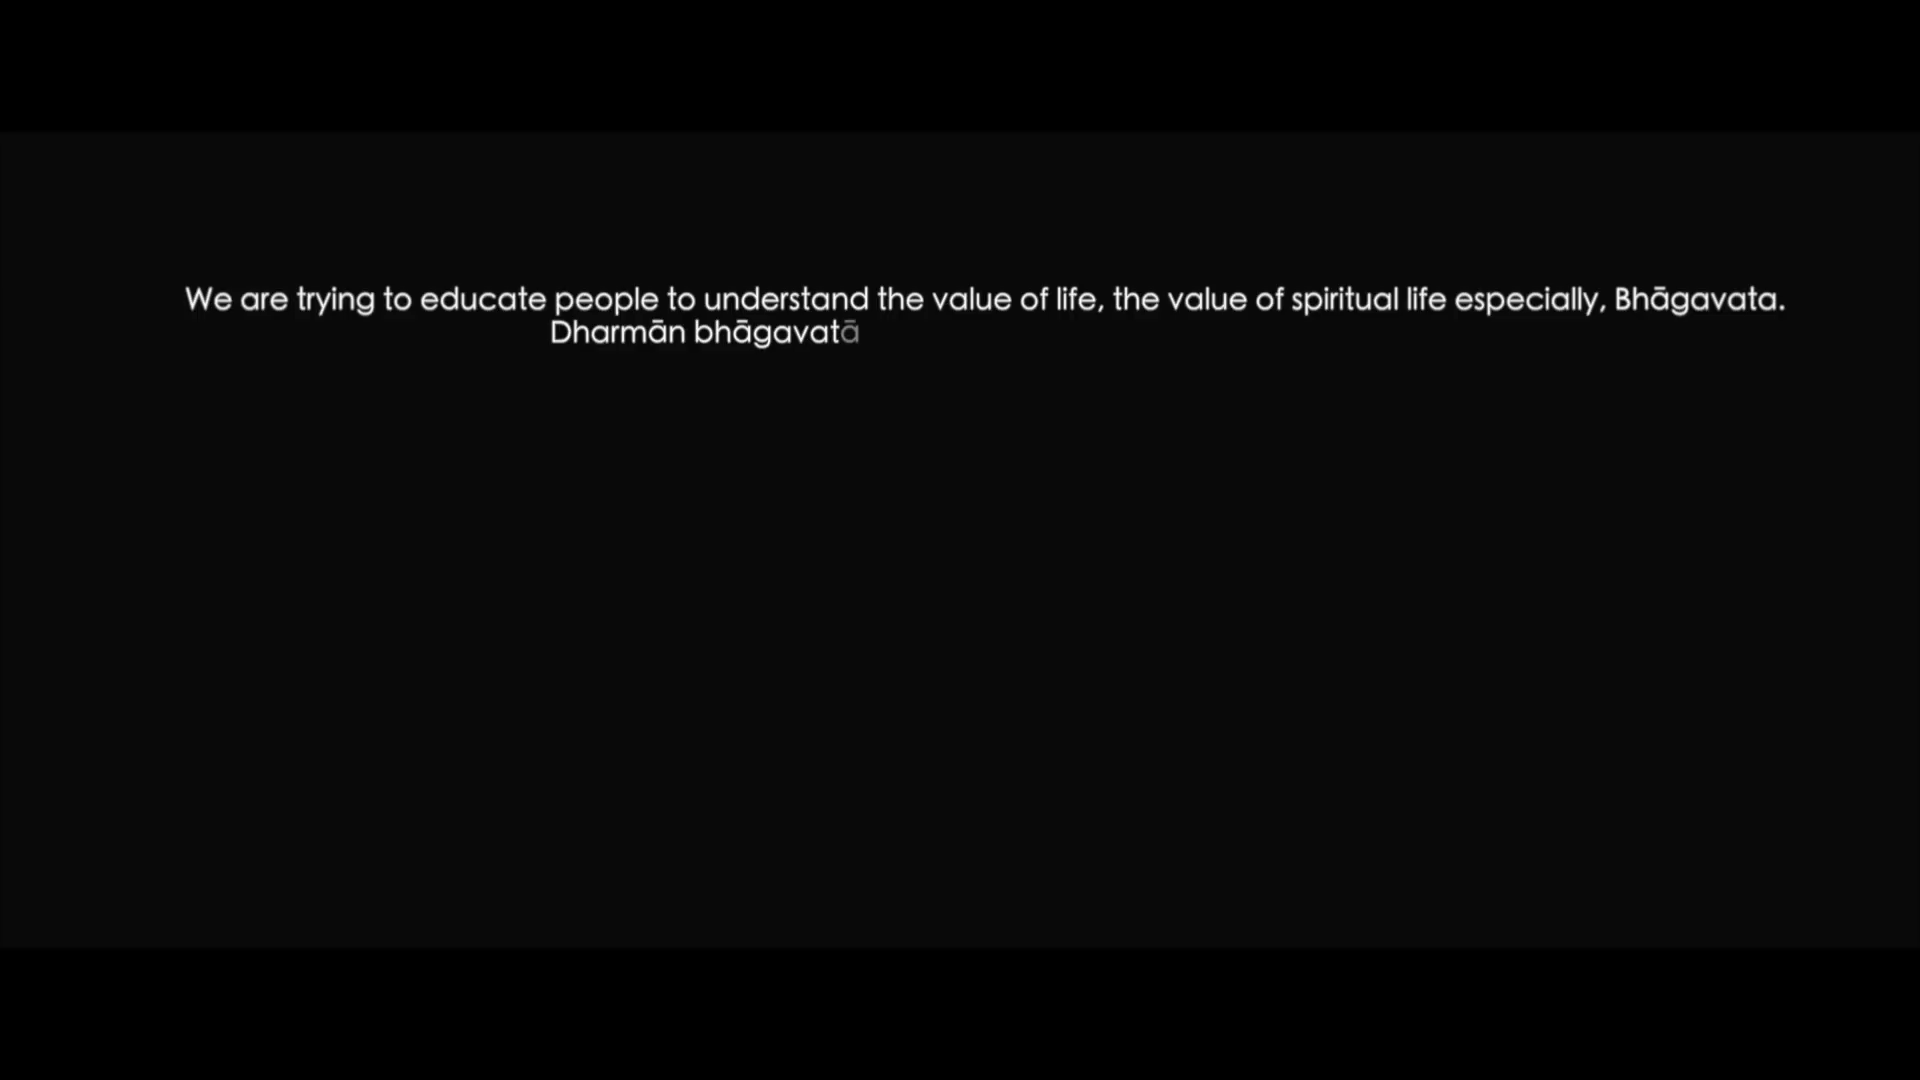 We are trying to educate people to understand the value of life, the value of spiritual life especially, Bhāgavata.
Dharmān bhāgavatā